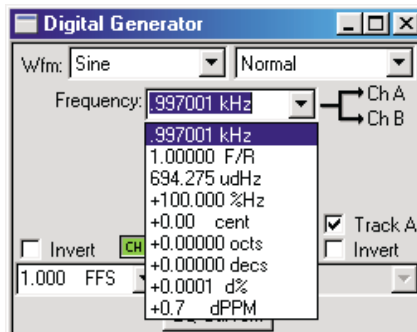 Digital Generator
Wfm: Sine Normal
Frequency: .997001 kHz
Ch A
Ch B
.997001 kHz
1.00000 F/R
694.275 udHz
+100.000 %Hz
+0.00 cent
+0.00000 octs
+0.00000 decs
+0.0001 d%
+0.7 dPPM
Track A
Invert CH Invert
1.000 FFS